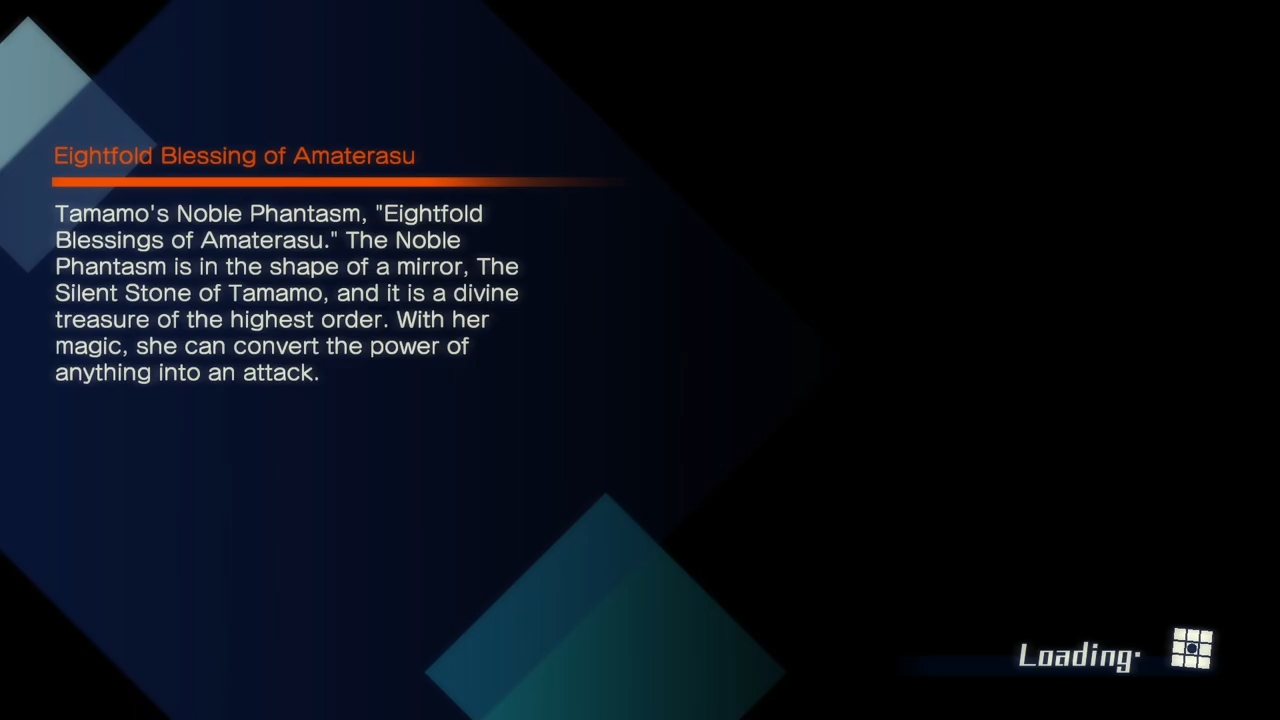 Eightfold Blessing of Amaterasu
Tamamo's Noble Phantasm, "Eightfold
Blessings of Amaterasu." The Noble
Phantasm is in the shape of a mirror, The
Silent Stone of Tamamo, and it is a divine
treasure of the highest order. With her
magic, she can convert the power of
anything into an attack.
Loading·